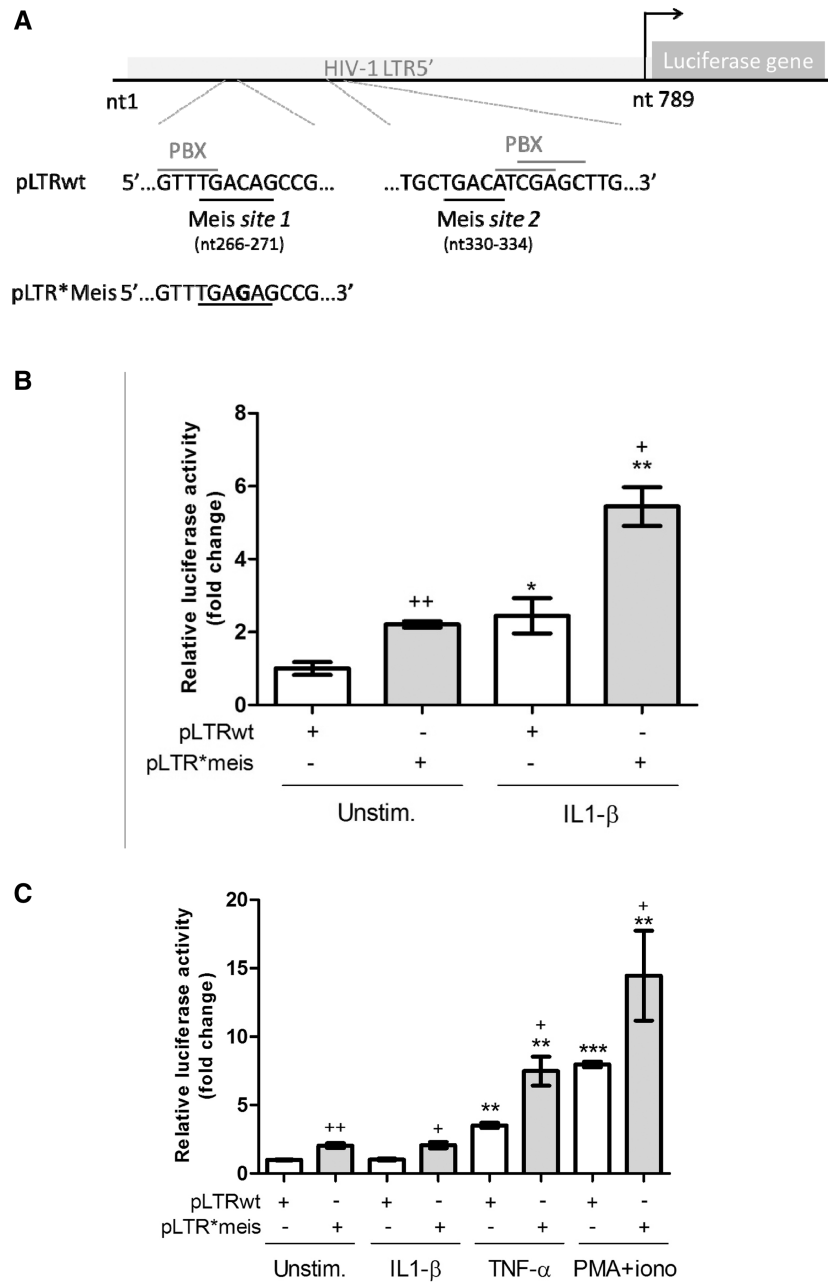 A
HIV-1 LTR5’
Luciferase gene
nt1
nt 789
PBX
PBX
pLTRwt 5’...GTTTGACAGCCG... ...TGCTGACATCGAGCTTG...3’
Meis site 1
(nt266-271)
Meis site 2
(nt330-334)
pLTR*Meis 5’...GTTTGAGAGCCG...3’
B
Relative luciferase activity
(fold change)
8
6
4
2
0
++
*
+
**
pLTRwt + - + -
pLTR*meis - + - +
Unstim. IL1-β
C
Relative luciferase activity
(fold change)
20
15
10
5
0
++
+
**
+
**
***
+
**
pLTRwt + - + - + - + -
pLTR*meis - + - + - + - +
Unstim. IL1-β TNF-α PMA+iono